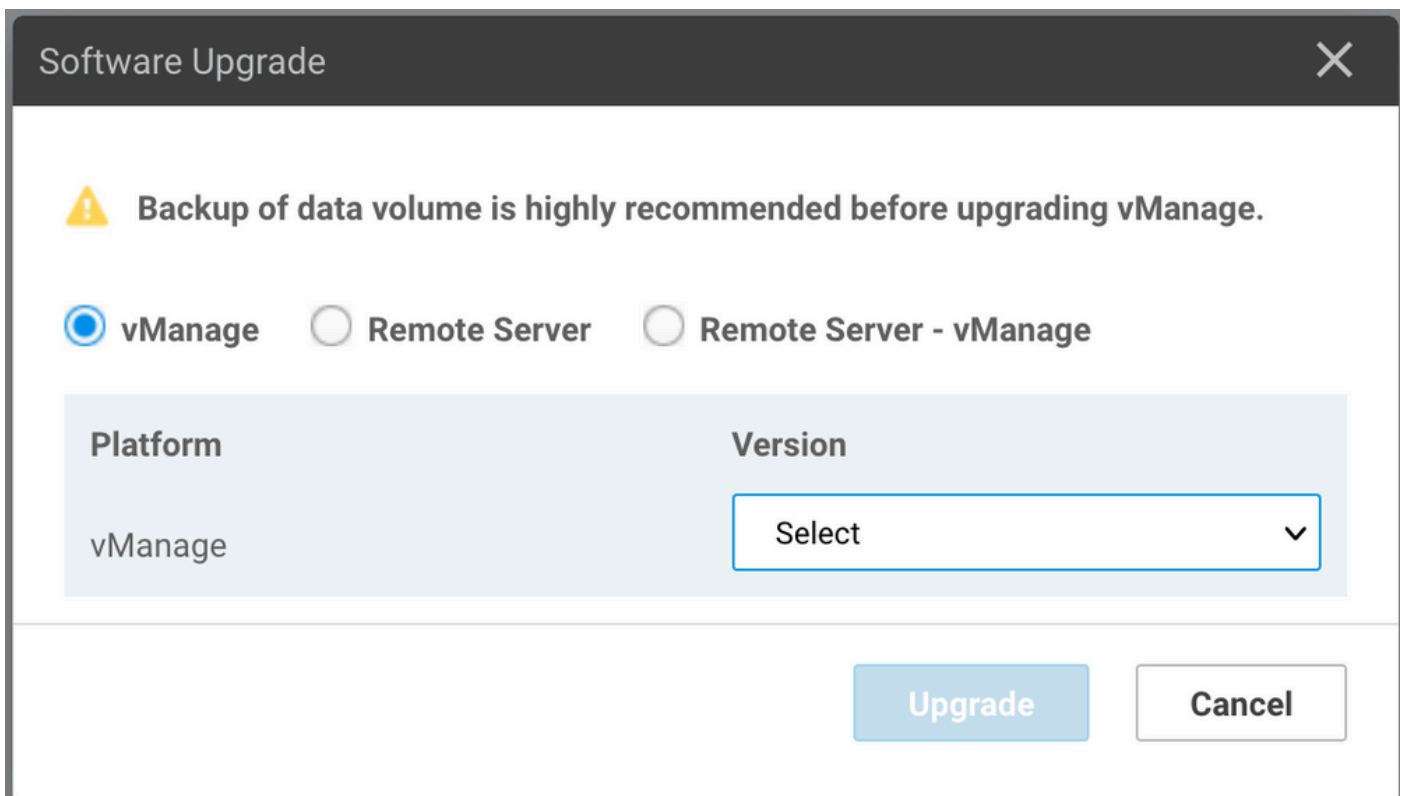 Software Upgrade
Backup of data volume is highly recommended before upgrading vManage.
vManage Remote Server Remote Server - vManage
Platform Version
vManage Select
Upgrade Cancel